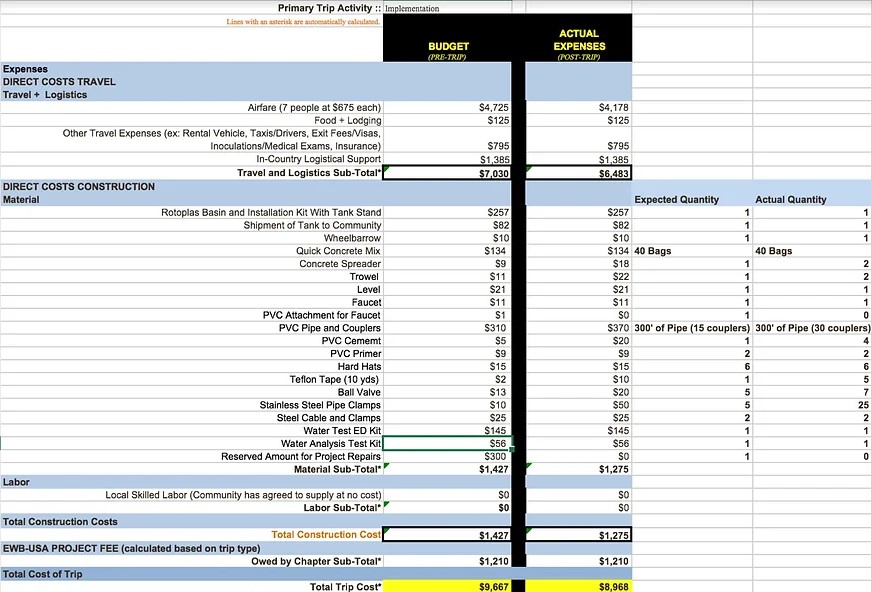 Primary Trip Activity :: Implementation
Lines with an asterisk are automatically calculated.
BUDGET
(PRE-TRIP)
ACTUAL
EXPENSES
(POST-TRIP)
Expenses
DIRECT COSTS TRAVEL
Travel + Logistics
Airfare (7 people at $675 each) $4,725 $4,178
Food + Lodging $125 $125
Other Travel Expenses (ex: Rental Vehicle, Taxis/Drivers, Exit Fees/Visas,
Inoculations/Medical Exams, Insurance) $795 $795
In-Country Logistical Support $1,385 $1,385
Travel and Logistics Sub-Total* $7,030 $6,483
DIRECT COSTS CONSTRUCTION
Material Expected Quantity Actual Quantity
Rotoplas Basin and Installation Kit With Tank Stand $257 $257 1 1
Shipment of Tank to Community $82 $82 1 1
Wheelbarrow $10 $10 1 1
Quick Concrete Mix $134 $134 40 Bags 40 Bags
Concrete Spreader $9 $18 1 2
Trowel $11 $22 1 2
Level $21 $21 1 1
Faucet $11 $11 1 1
PVC Attachment for Faucet $1 $0 1 0
PVC Pipe and Couplers $310 $370 300' of Pipe (15 couplers) 300' of Pipe (30 couplers)
PVC Cememt $5 $20 1 4
PVC Primer $9 $9 2 2
Hard Hats $15 $15 6 6
Teflon Tape (10 yds) $2 $10 1 5
Ball Valve $13 $20 5 7
Stainless Steel Pipe Clamps $10 $50 5 25
Steel Cable and Clamps $25 $25 2 2
Water Test ED Kit $145 $145 1 1
Water Analysis Test Kit $56 $56 1 1
Reserved Amount for Project Repairs $300 $0 1 0
Material Sub-Total* $1,427 $1,275
Labor
Local Skilled Labor (Community has agreed to supply at no cost) $0 $0
Labor Sub-Total* $0 $0
Total Construction Costs
Total Construction Cost $1,427 $1,275
EWB-USA PROJECT FEE (calculated based on trip type)
Owed by Chapter Sub-Total* $1,210 $1,210
Total Cost of Trip
Total Trip Cost* $9,667 $8,968